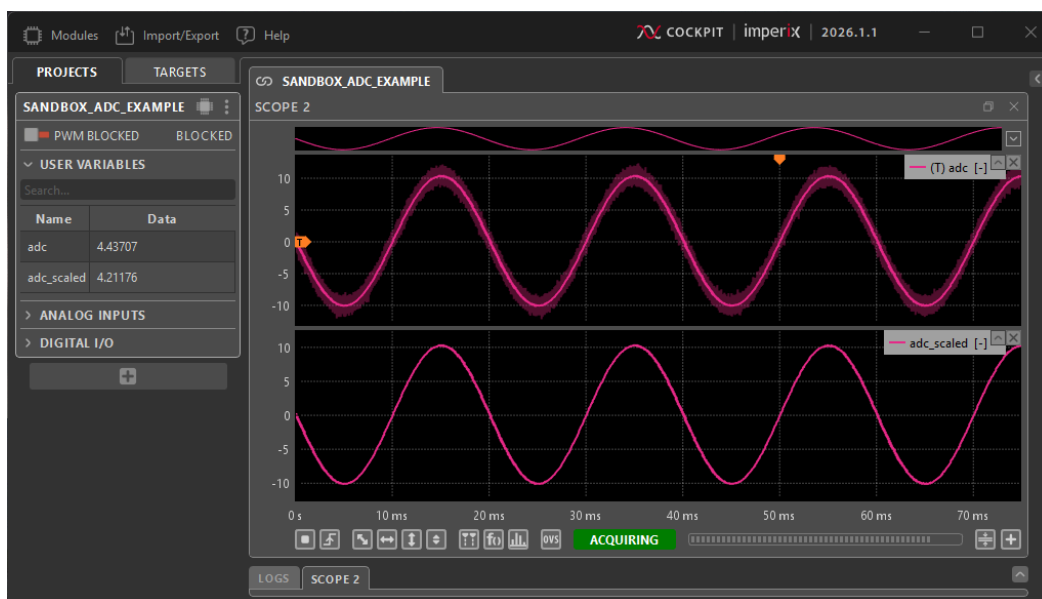 Modules Import/Export Help COCKPIT | imperix | 2026.1.1
PROJECTS TARGETS
SANDBOX_ADC_EXAMPLE
PWM BLOCKED BLOCKED
USER VARIABLES
Search...
Name Data
adc 4.43707
adc_scaled 4.21176
ANALOG INPUTS
DIGITAL I/O
SANDBOX_ADC_EXAMPLE
SCOPE 2
(T) adc [-]
10
5
0 T
-5
-10
adc_scaled [-]
10
5
0
-5
-10
0 s 10 ms 20 ms 30 ms 40 ms 50 ms 60 ms 70 ms
f() OVS ACQUIRING
LOGS SCOPE 2